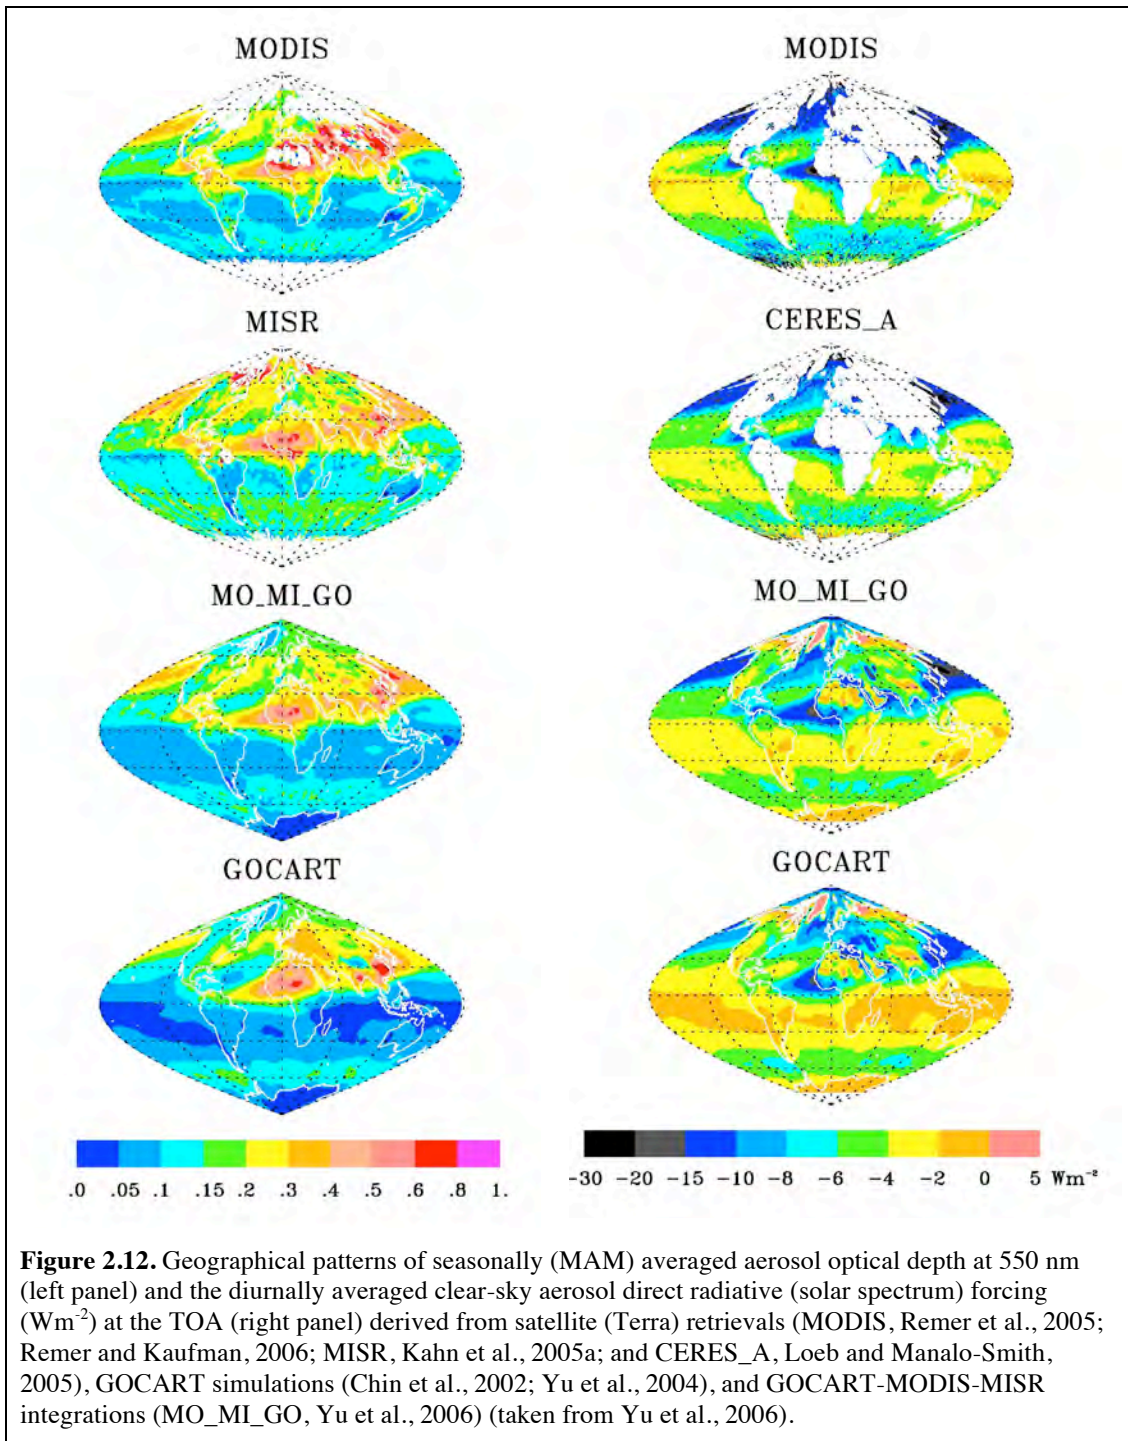 MODIS
MODIS
MISR
CERES_A
MO_MI_GO
MO_MI_GO
GOCART
GOCART
.0 .05 .1 .15 .2 .3 .4 .5 .6 .8 1.
-30 -20 -15 -10 -8 -6 -4 -2 0 5 Wm⁻²
Figure 2.12. Geographical patterns of seasonally (MAM) averaged aerosol optical depth at 550 nm
(left panel) and the diurnally averaged clear-sky aerosol direct radiative (solar spectrum) forcing
(Wm⁻²) at the TOA (right panel) derived from satellite (Terra) retrievals (MODIS, Remer et al., 2005;
Remer and Kaufman, 2006; MISR, Kahn et al., 2005a; and CERES_A, Loeb and Manalo-Smith,
2005), GOCART simulations (Chin et al., 2002; Yu et al., 2004), and GOCART-MODIS-MISR
integrations (MO_MI_GO, Yu et al., 2006) (taken from Yu et al., 2006).